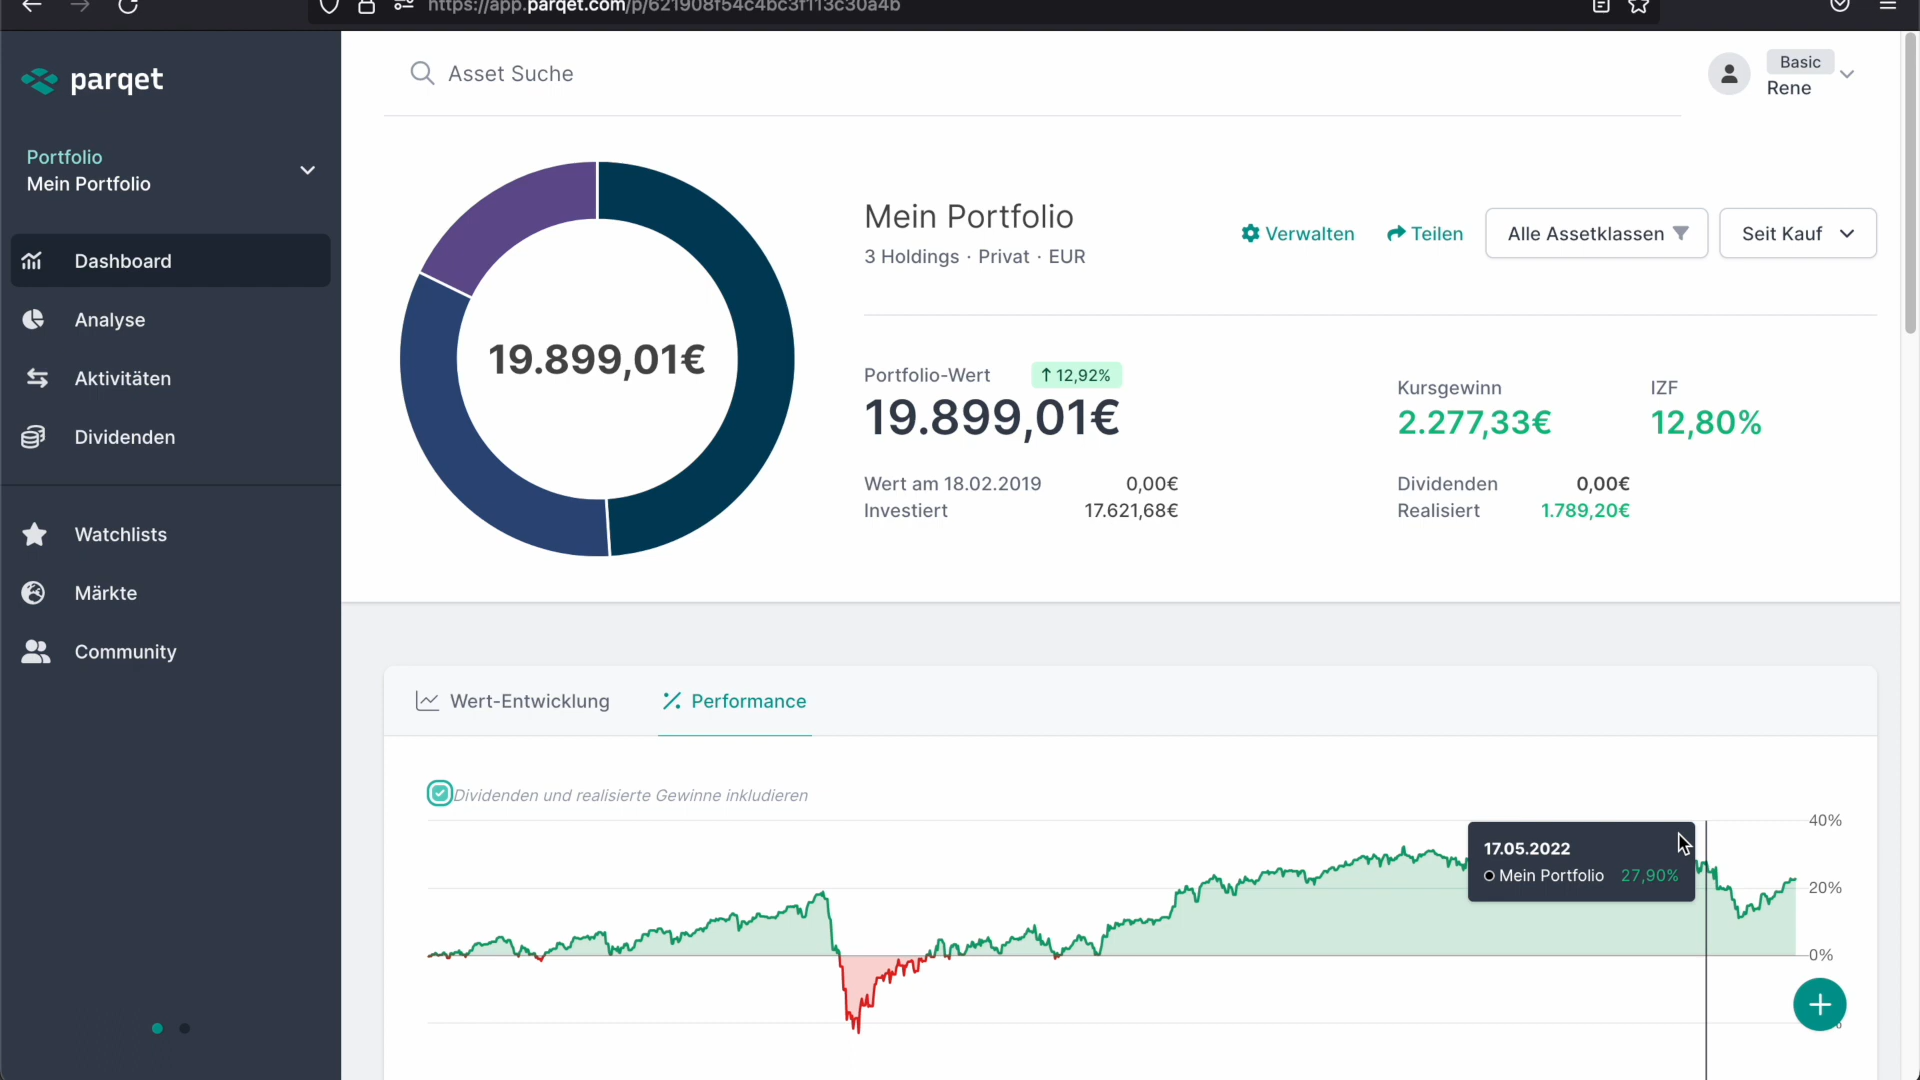 https://app.parqet.com/p/621908f54c4bc3f113c30a4b
parqet
Portfolio
Mein Portfolio
Dashboard
Analyse
Aktivitäten
Dividenden
Watchlists
Märkte
Community
Asset Suche
Basic
Rene
19.899,01€
Mein Portfolio
3 Holdings · Privat · EUR
Verwalten
Teilen
Alle Assetklassen
Seit Kauf
Portfolio-Wert
↑ 12,92%
19.899,01€
Wert am 18.02.2019 0,00€
Investiert 17.621,68€
Kursgewinn
2.277,33€
IZF
12,80%
Dividenden 0,00€
Realisiert 1.789,20€
Wert-Entwicklung
Performance
Dividenden und realisierte Gewinne inkludieren
17.05.2022
Mein Portfolio 27,90%
40%
20%
0%